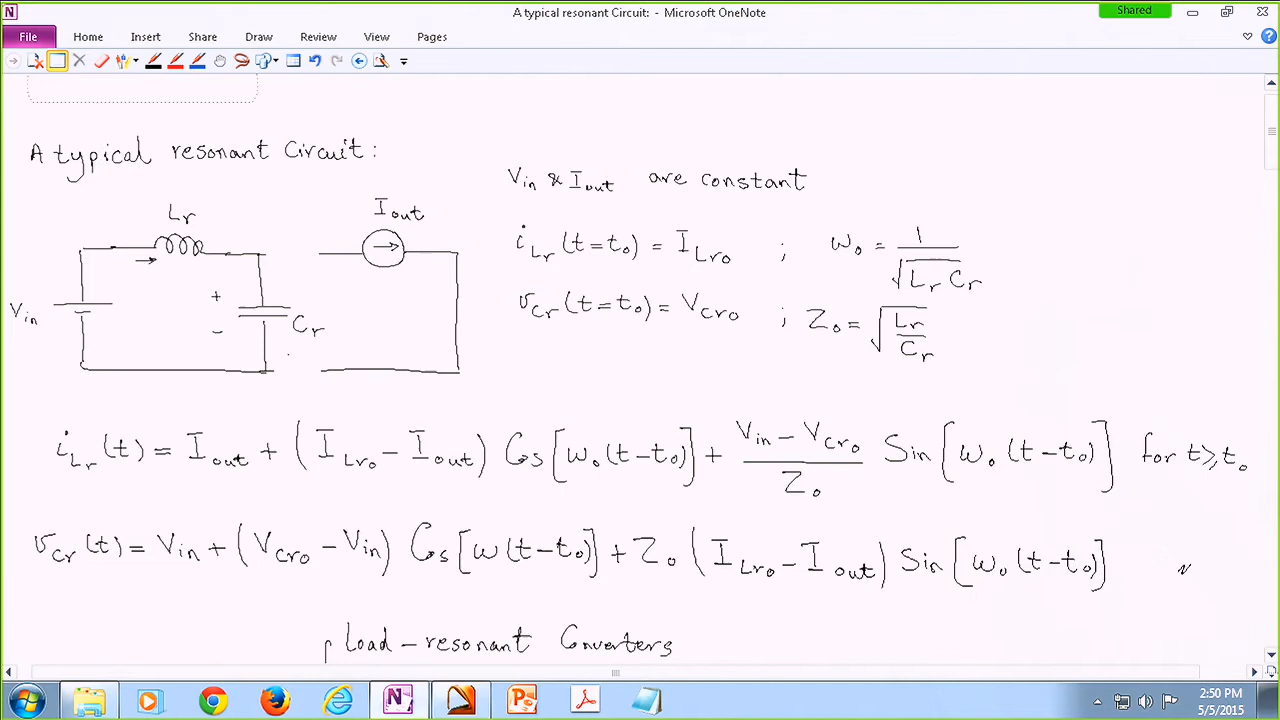 A typical resonant Circuit: - Microsoft OneNote
Shared
File Home Insert Share Draw Review View Pages
A typical resonant Circuit:
Vin & Iout are constant
Lr
Iout
Vin
+
-
Cr
iLr (t=to) = ILro ; ωo = 1/√(Lr Cr)
vcr (t=to) = Vcro ; Zo = √(Lr/Cr)
iLr (t) = Iout + (ILro - Iout) Cos[ωo(t-to)] + (Vin - Vcro)/Zo Sin[ωo(t-to)] for t≥to
vcr (t) = Vin + (Vcro - Vin) Cos[ω(t-to)] + Zo (ILro - Iout) Sin[ωo(t-to)] "
Load-resonant Converters
2:50 PM
5/5/2015